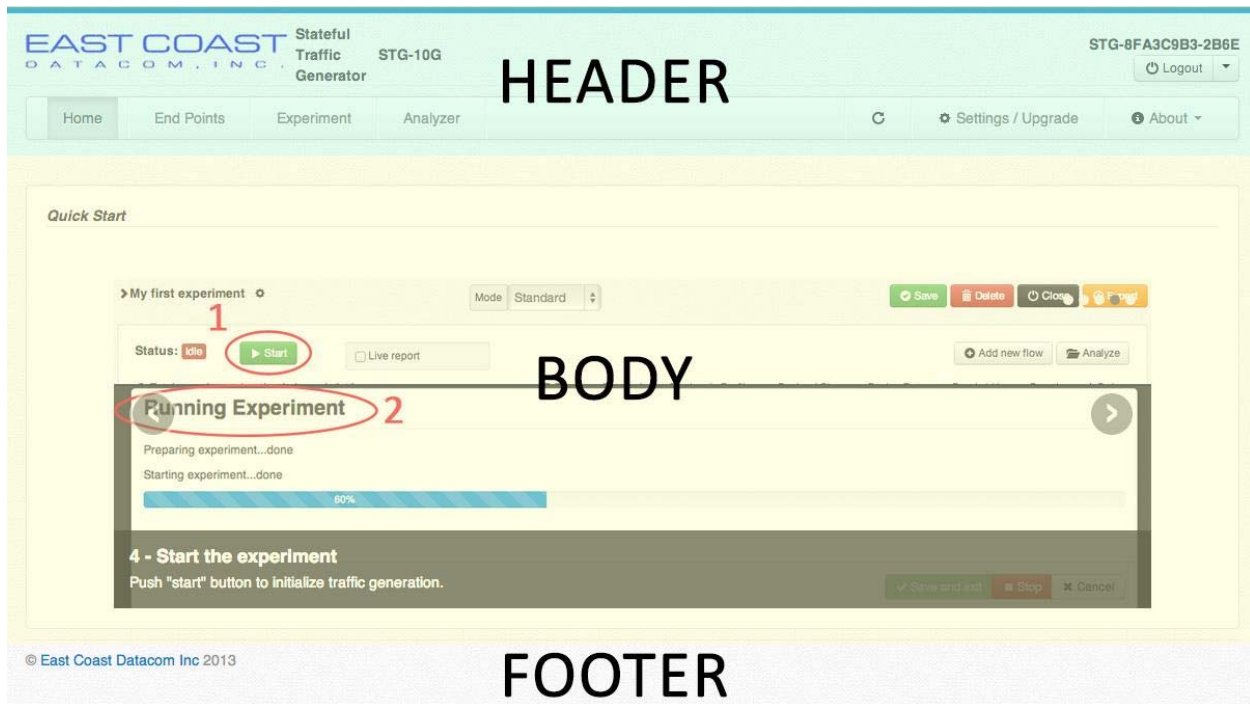 EAST COAST
DATACOM, INC.
Stateful
Traffic
Generator
STG-10G
HEADER
STG-8FA3C9B3-2B6E
Logout
Home End Points Experiment Analyzer Settings / Upgrade About
Quick Start
My first experiment Mode Standard Save Delete Close
1
Status: Idle Start Live report Add new flow Analyze
BODY
Running Experiment 2
Preparing experiment...done
Starting experiment...done
60%
4 - Start the experiment
Push "start" button to initialize traffic generation.
Save and exit Stop Cancel
© East Coast Datacom Inc 2013
FOOTER